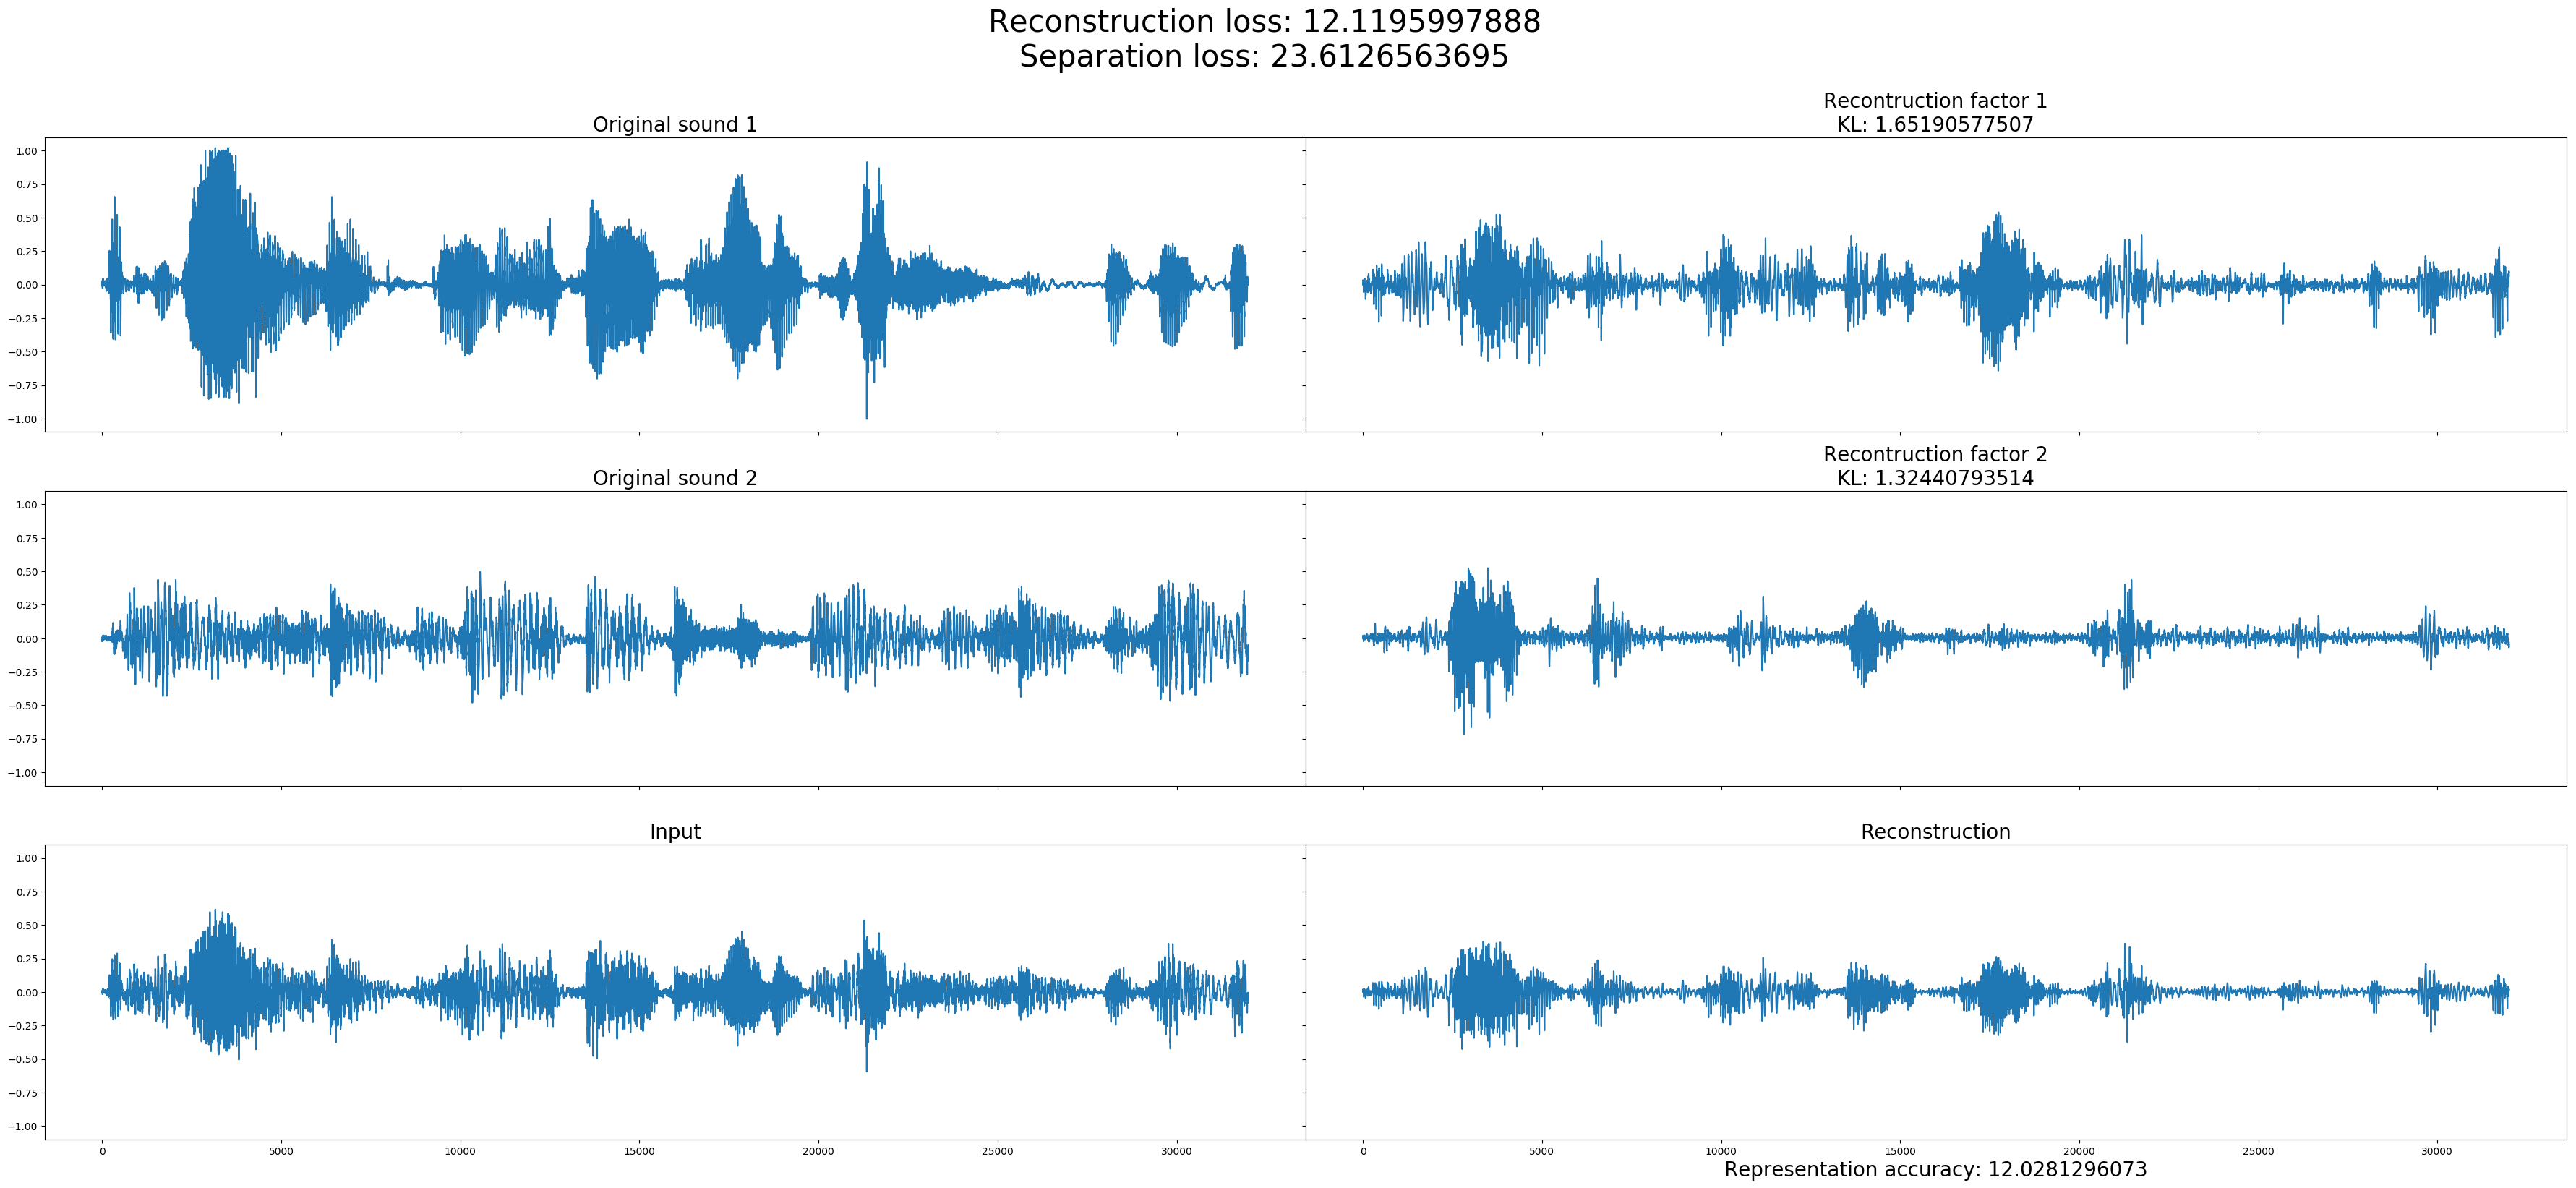 Reconstruction loss: 12.1195997888
Separation loss: 23.6126563695
Original sound 1
Recontruction factor 1
KL: 1.65190577507
1.00
0.75
0.50
0.25
0.00
−0.25
−0.50
−0.75
−1.00
Original sound 2
Recontruction factor 2
KL: 1.32440793514
1.00
0.75
0.50
0.25
0.00
−0.25
−0.50
−0.75
−1.00
Input
Reconstruction
1.00
0.75
0.50
0.25
0.00
−0.25
−0.50
−0.75
−1.00
0 5000 10000 15000 20000 25000 30000
0 5000 10000 15000 20000 25000 30000
Representation accuracy: 12.0281296073